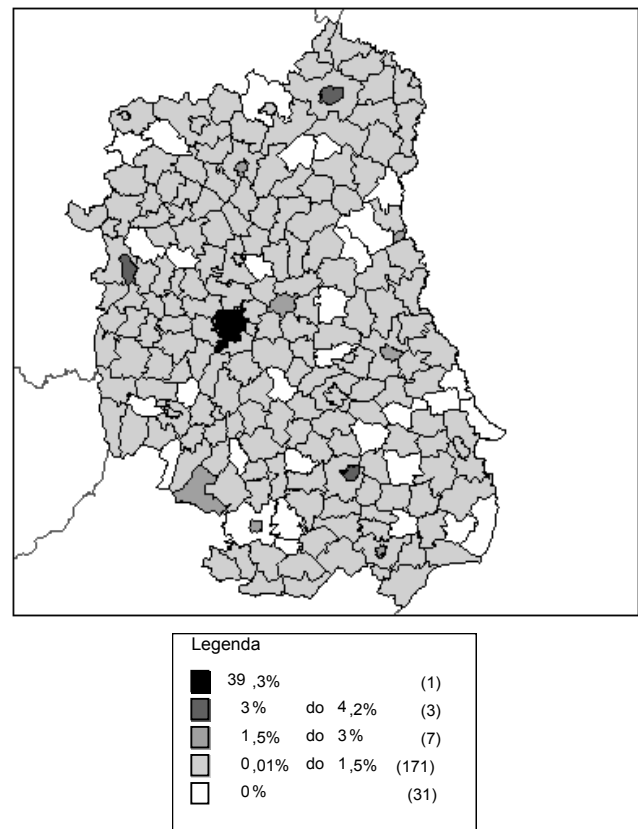 Legenda
39 ,3% (1)
3 % do 4 ,2% (3)
1 ,5% do 3 % (7)
0 ,01% do 1 ,5% (171)
0 % (31)